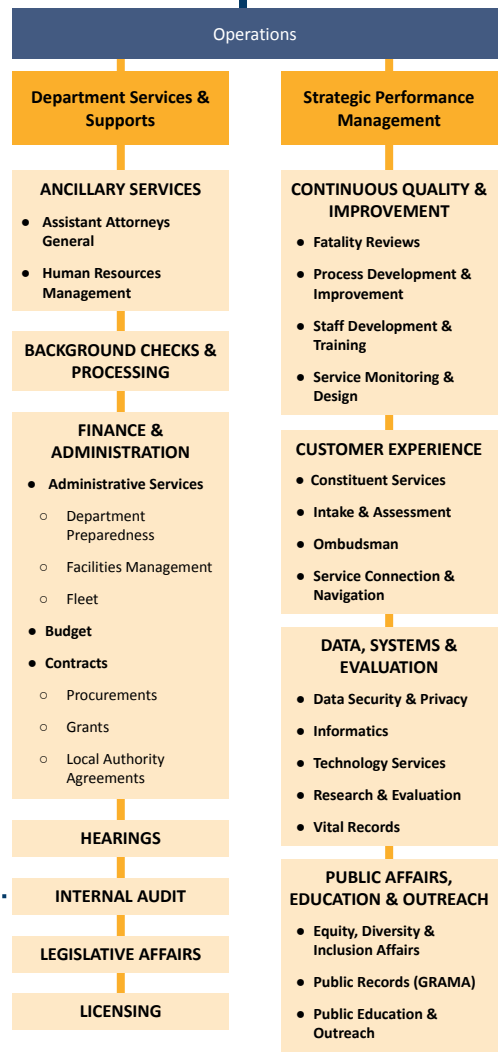 Operations
Department Services &
Supports
ANCILLARY SERVICES
● Assistant Attorneys
General
● Human Resources
Management
BACKGROUND CHECKS &
PROCESSING
FINANCE &
ADMINISTRATION
● Administrative Services
○ Department
Preparedness
○ Facilities Management
○ Fleet
● Budget
● Contracts
○ Procurements
○ Grants
○ Local Authority
Agreements
HEARINGS
INTERNAL AUDIT
LEGISLATIVE AFFAIRS
LICENSING
Strategic Performance
Management
CONTINUOUS QUALITY &
IMPROVEMENT
● Fatality Reviews
● Process Development &
Improvement
● Staff Development &
Training
● Service Monitoring &
Design
CUSTOMER EXPERIENCE
● Constituent Services
● Intake & Assessment
● Ombudsman
● Service Connection &
Navigation
DATA, SYSTEMS &
EVALUATION
● Data Security & Privacy
● Informatics
● Technology Services
● Research & Evaluation
● Vital Records
PUBLIC AFFAIRS,
EDUCATION & OUTREACH
● Equity, Diversity &
Inclusion Affairs
● Public Records (GRAMA)
● Public Education &
Outreach